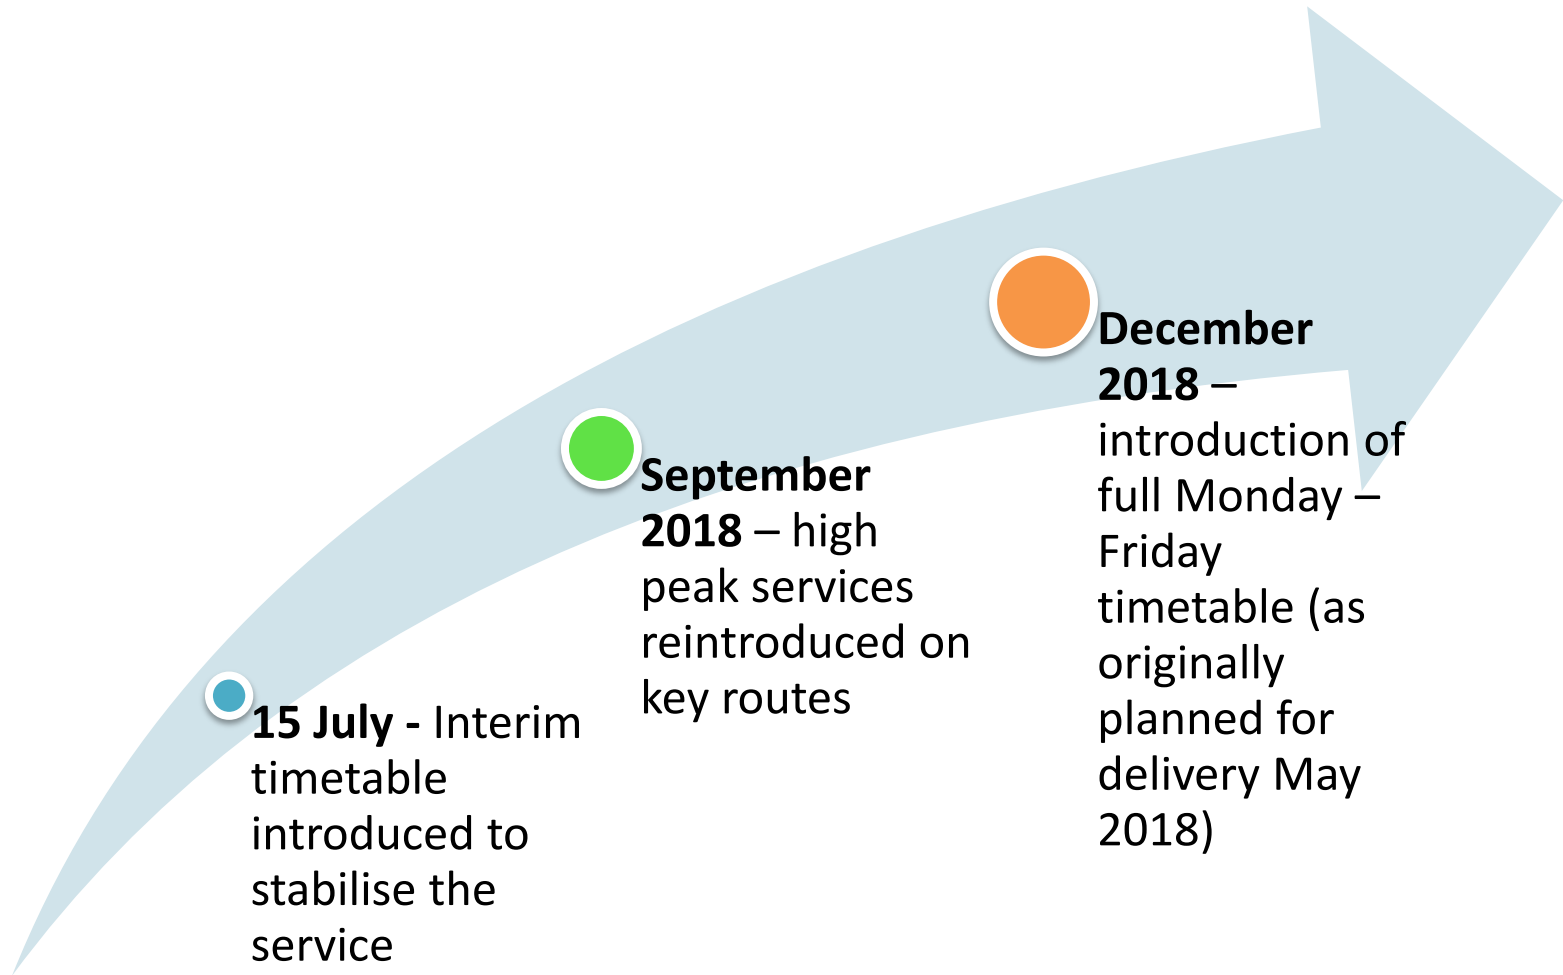 15 July - Interim
timetable
introduced to
stabilise the
service
September
2018 – high
peak services
reintroduced on
key routes
December
2018 –
introduction of
full Monday –
Friday
timetable (as
originally
planned for
delivery May
2018)